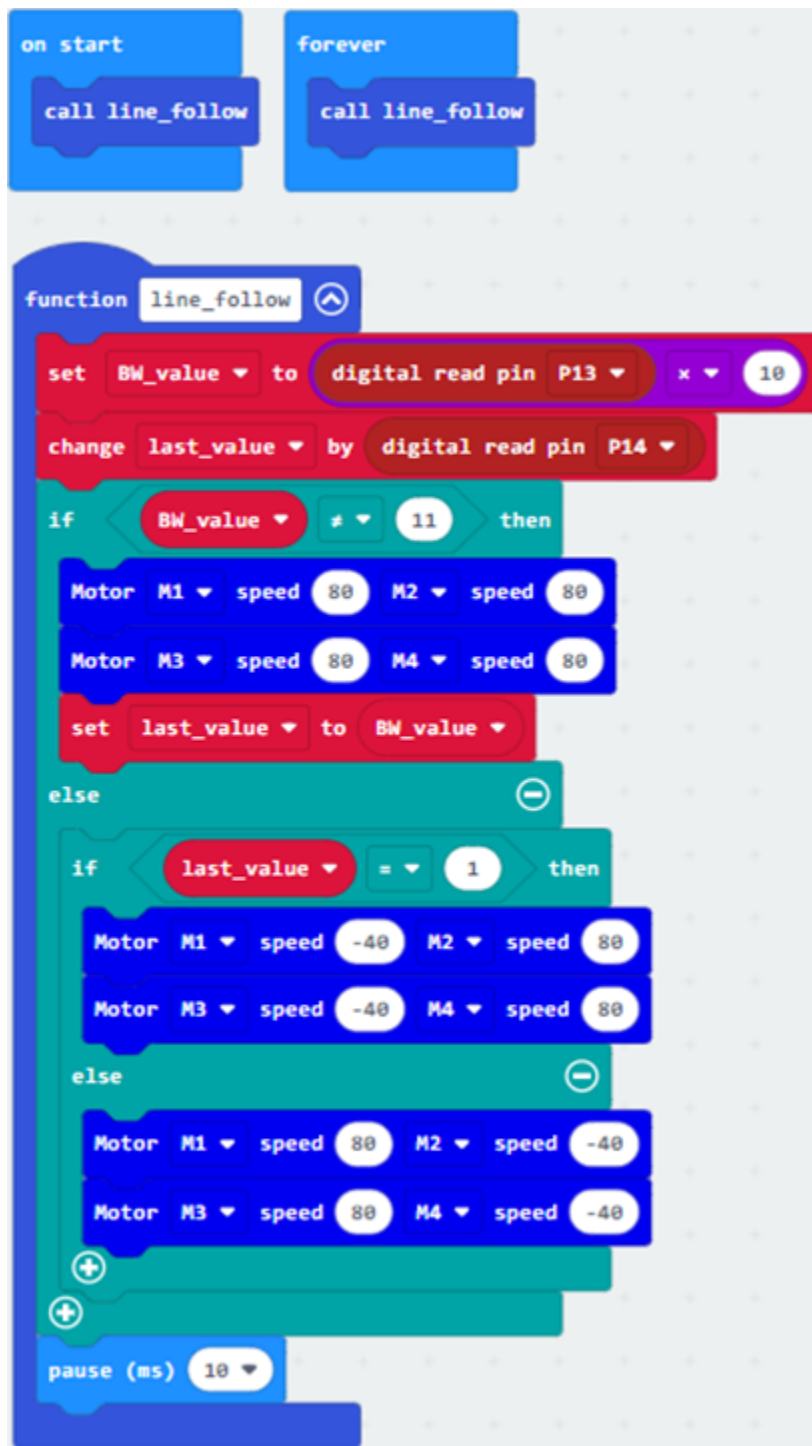 on start
call line_follow
forever
call line_follow
function line_follow
set BW_value to digital read pin P13 × 10
change last_value by digital read pin P14
if BW_value ≠ 11 then
Motor M1 speed 80 M2 speed 80
Motor M3 speed 80 M4 speed 80
set last_value to BW_value
else
if last_value = 1 then
Motor M1 speed -40 M2 speed 80
Motor M3 speed -40 M4 speed 80
else
Motor M1 speed 80 M2 speed -40
Motor M3 speed 80 M4 speed -40
pause (ms) 10